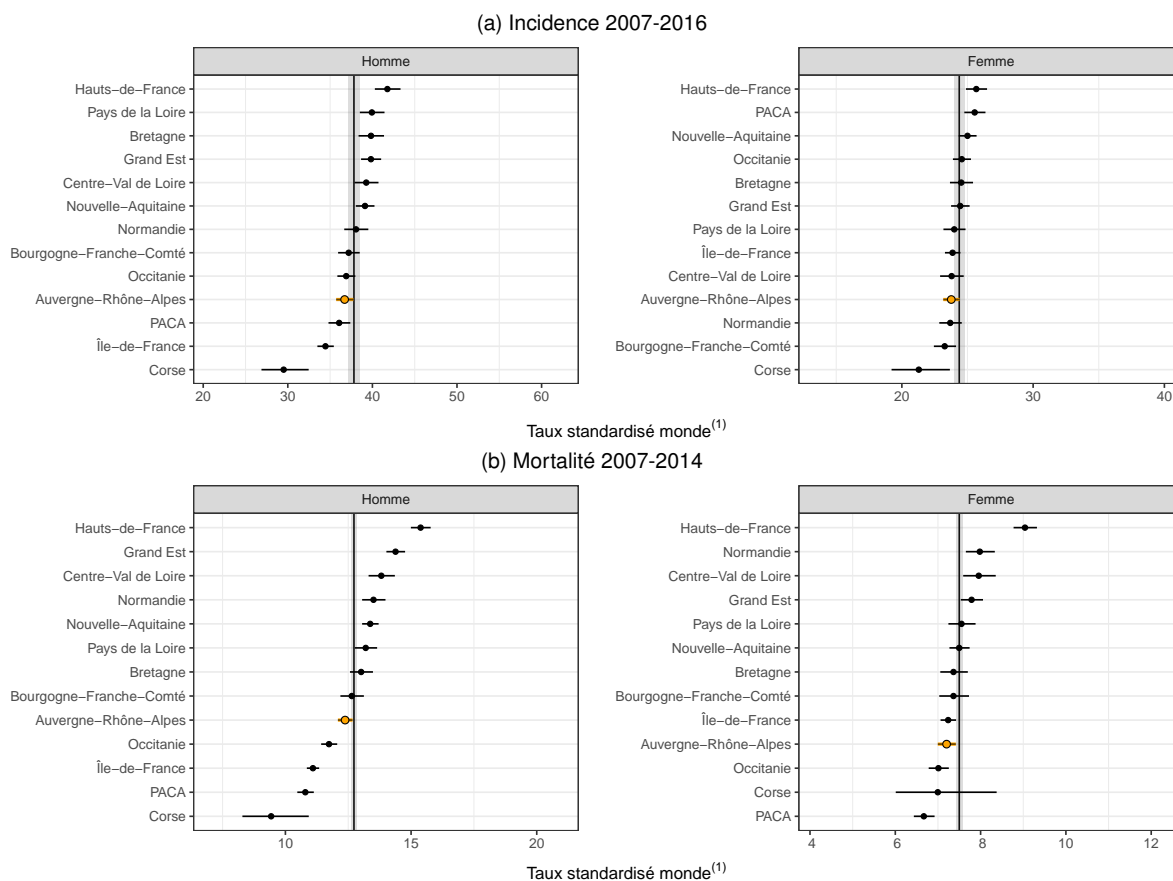 (a) Incidence 2007-2016
Homme
Hauts−de−France
Pays de la Loire
Bretagne
Grand Est
Centre−Val de Loire
Nouvelle−Aquitaine
Normandie
Bourgogne−Franche−Comté
Occitanie
Auvergne−Rhône−Alpes
PACA
Île−de−France
Corse
20 30 40 50 60
Femme
Hauts−de−France
PACA
Nouvelle−Aquitaine
Occitanie
Bretagne
Grand Est
Pays de la Loire
Île−de−France
Centre−Val de Loire
Auvergne−Rhône−Alpes
Normandie
Bourgogne−Franche−Comté
Corse
20 30 40
Taux standardisé monde(1)
(b) Mortalité 2007-2014
Homme
Hauts−de−France
Grand Est
Centre−Val de Loire
Normandie
Nouvelle−Aquitaine
Pays de la Loire
Bretagne
Bourgogne−Franche−Comté
Auvergne−Rhône−Alpes
Occitanie
Île−de−France
PACA
Corse
10 15 20
Femme
Hauts−de−France
Normandie
Centre−Val de Loire
Grand Est
Pays de la Loire
Nouvelle−Aquitaine
Bretagne
Bourgogne−Franche−Comté
Île−de−France
Auvergne−Rhône−Alpes
Occitanie
Corse
PACA
4 6 8 10 12
Taux standardisé monde(1)